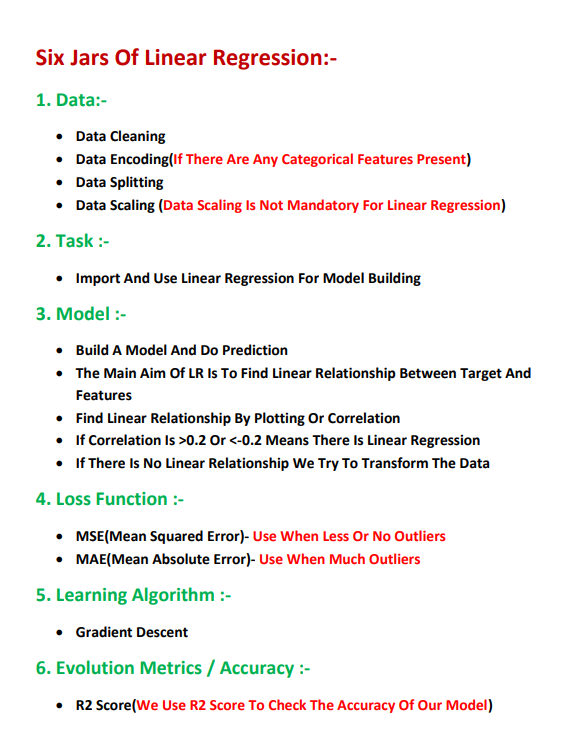 Six Jars Of Linear Regression:-
1. Data:-
• Data Cleaning
• Data Encoding(If There Are Any Categorical Features Present)
• Data Splitting
• Data Scaling (Data Scaling Is Not Mandatory For Linear Regression)
2. Task :-
• Import And Use Linear Regression For Model Building
3. Model :-
• Build A Model And Do Prediction
• The Main Aim Of LR Is To Find Linear Relationship Between Target And
Features
• Find Linear Relationship By Plotting Or Correlation
• If Correlation Is >0.2 Or <-0.2 Means There Is Linear Regression
• If There Is No Linear Relationship We Try To Transform The Data
4. Loss Function :-
• MSE(Mean Squared Error)- Use When Less Or No Outliers
• MAE(Mean Absolute Error)- Use When Much Outliers
5. Learning Algorithm :-
• Gradient Descent
6. Evolution Metrics / Accuracy :-
• R2 Score(We Use R2 Score To Check The Accuracy Of Our Model)